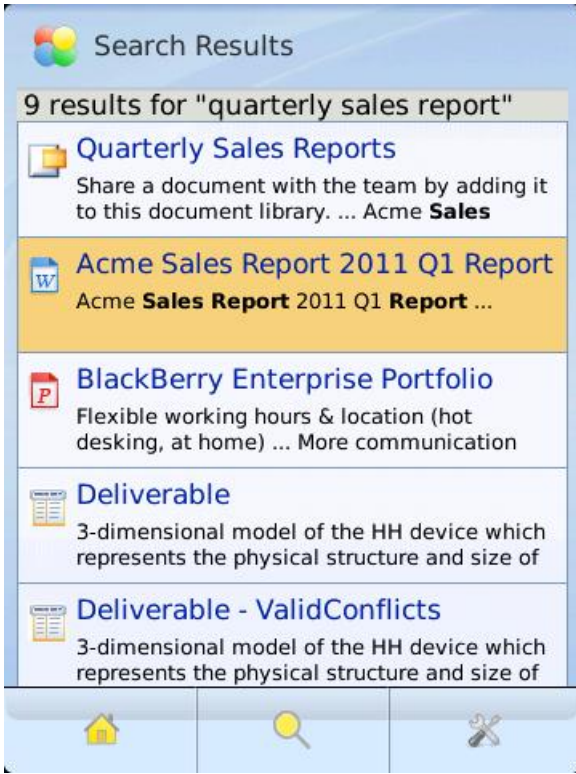 Search Results
9 results for "quarterly sales report"
Quarterly Sales Reports
Share a document with the team by adding it
to this document library. ... Acme Sales
Acme Sales Report 2011 Q1 Report
W
Acme Sales Report 2011 Q1 Report ...
BlackBerry Enterprise Portfolio
P
Flexible working hours & location (hot
desking, at home) ... More communication
Deliverable
3-dimensional model of the HH device which
represents the physical structure and size of
Deliverable - ValidConflicts
3-dimensional model of the HH device which
represents the physical structure and size of